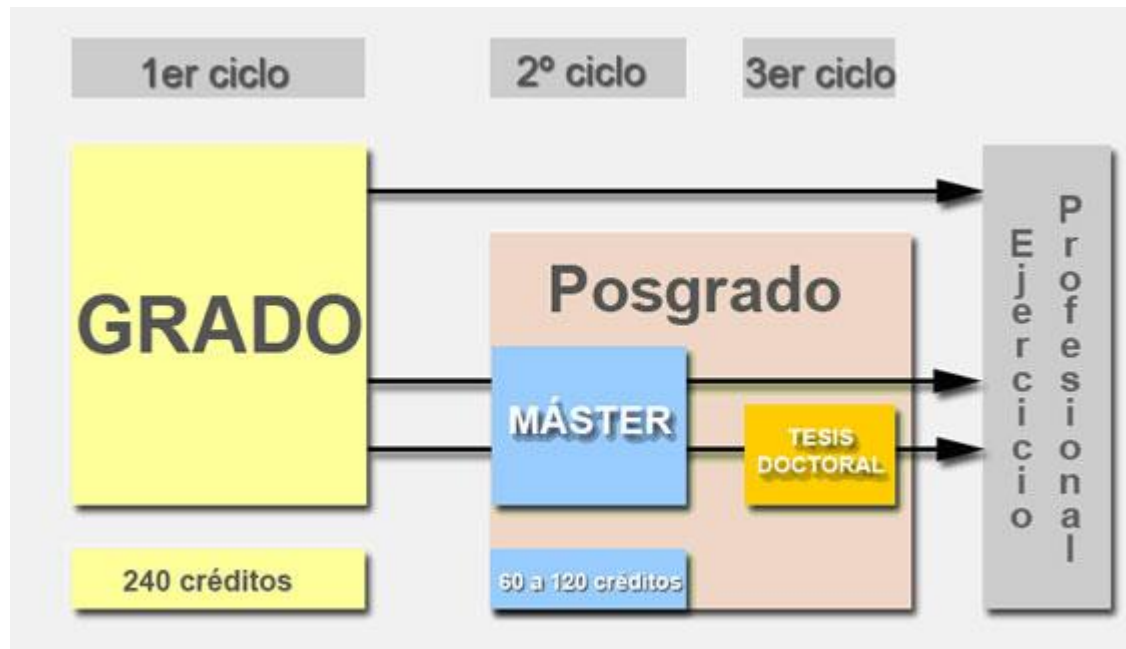 1er ciclo
2º ciclo
3er ciclo
GRADO
Posgrado
MÁSTER
TESIS
DOCTORAL
Ejercicio
Profesional
240 créditos
60 a 120 créditos